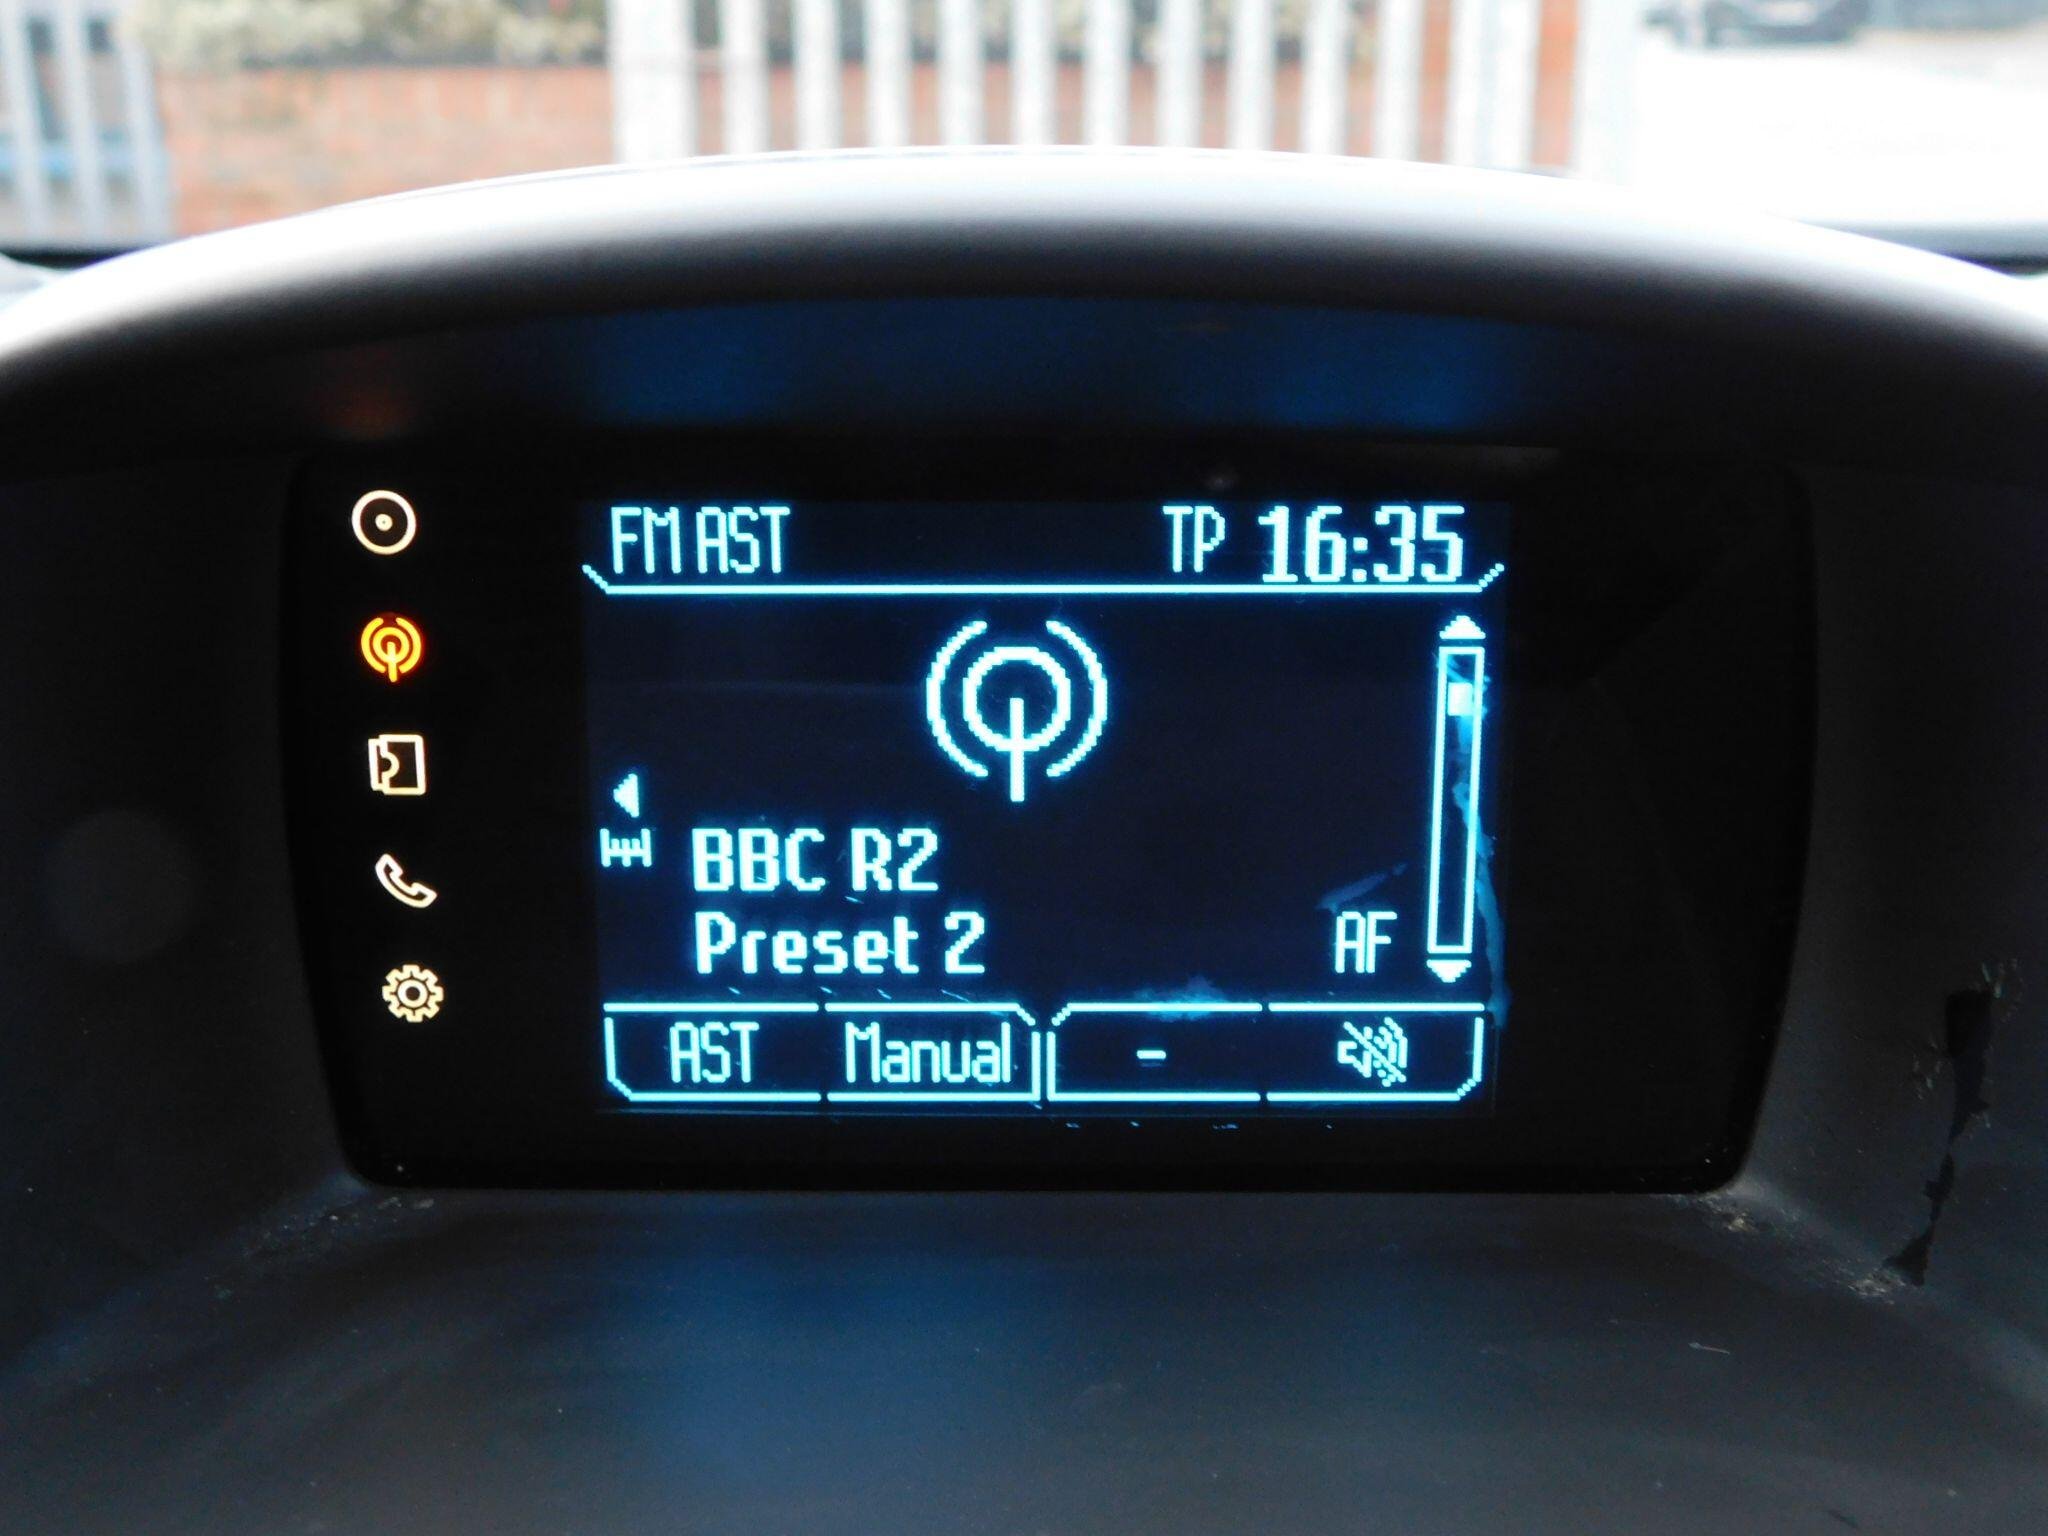 FM AST TP 16:35
BBC R2
Preset 2 AF
AST Manual -